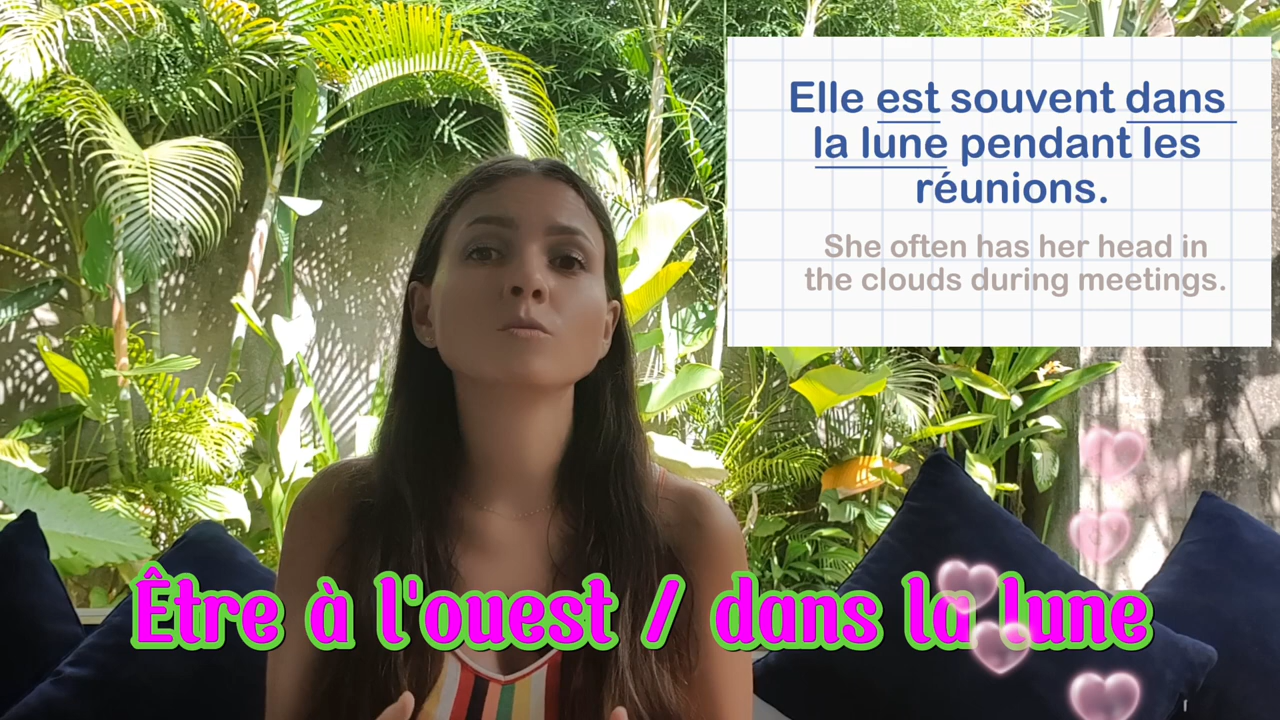 Elle est souvent dans
la lune pendant les
réunions.
She often has her head in
the clouds during meetings.
Être à l'ouest / dans la lune